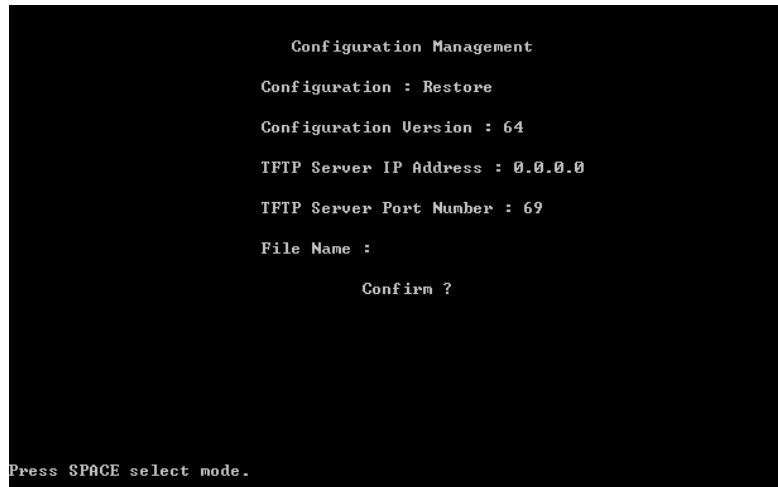 Configuration Management
Configuration : Restore
Configuration Version : 64
TFTP Server IP Address : 0.0.0.0
TFTP Server Port Number : 69
File Name :
Confirm ?
Press SPACE select mode.